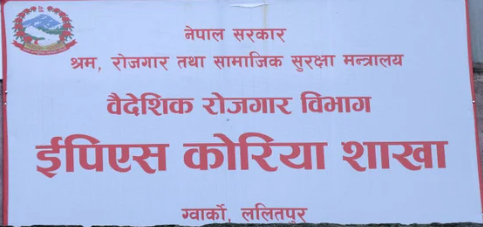 नेपाल सरकार
श्रम, रोजगार तथा सामाजिक सुरक्षा मन्त्रालय
वैदेशिक रोजगार विभाग
ईपिएस कोरिया शाखा
ग्वार्को, ललितपुर